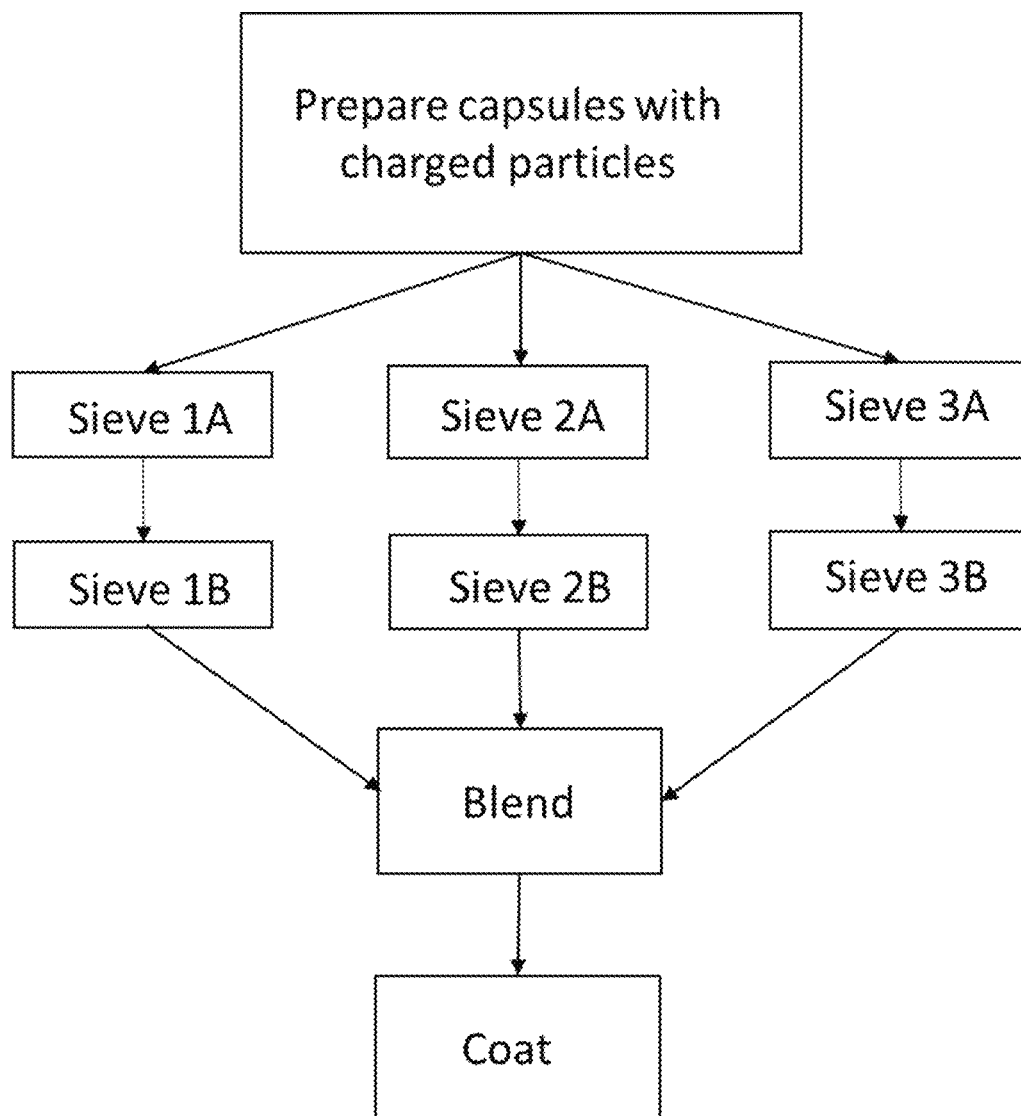 Prepare capsules with
charged particles
Sieve 1A
Sieve 2A
Sieve 3A
Sieve 1B
Sieve 2B
Sieve 3B
Blend
Coat